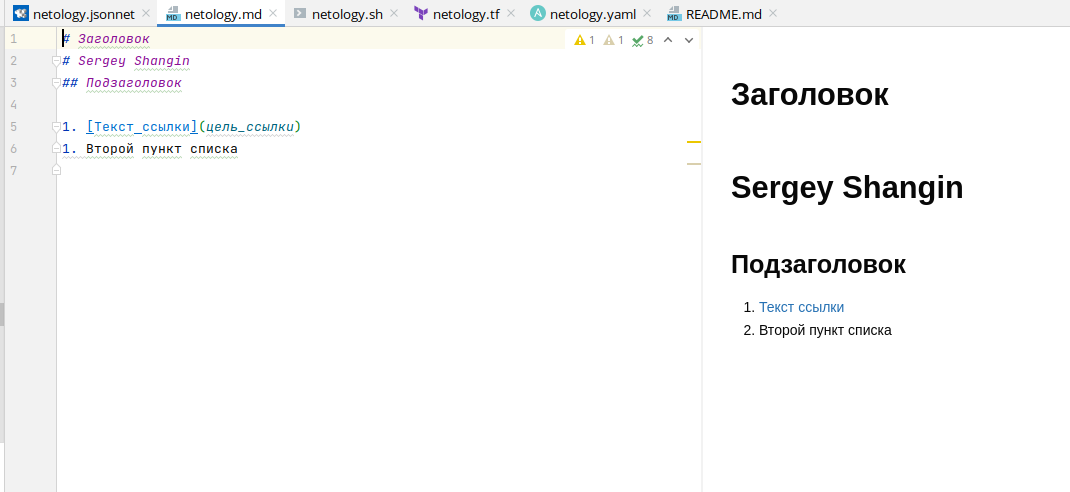 netology.jsonnet netology.md netology.sh netology.tf netology.yaml README.md
1 # Заголовок 1 1 8
2 # Sergey Shangin
3 ## Подзаголовок
4
5 1. [Текст ссылки](цель_ссылки)
6 1. Второй пункт списка
7
Заголовок
Sergey Shangin
Подзаголовок
1. Текст ссылки
2. Второй пункт списка